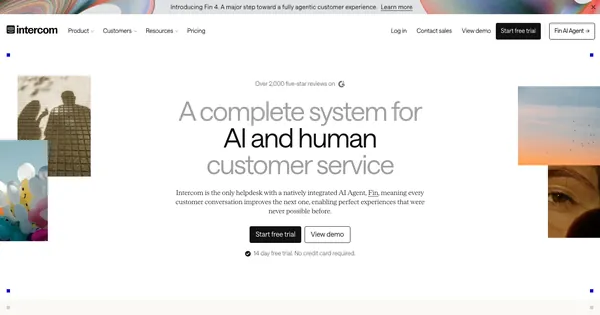 Introducing Fin 4. A major step toward a fully agentic customer experience. Learn more
intercom Product Customers Resources Pricing Log in Contact sales View demo Start free trial Fin AI Agent →
Over 2,000 five-star reviews on
A complete system for
AI and human
customer service
Intercom is the only helpdesk with a natively integrated AI Agent, Fin, meaning every
customer conversation improves the next one, enabling perfect experiences that were
never possible before.
Start free trial View demo
14 day free trial. No credit card required.